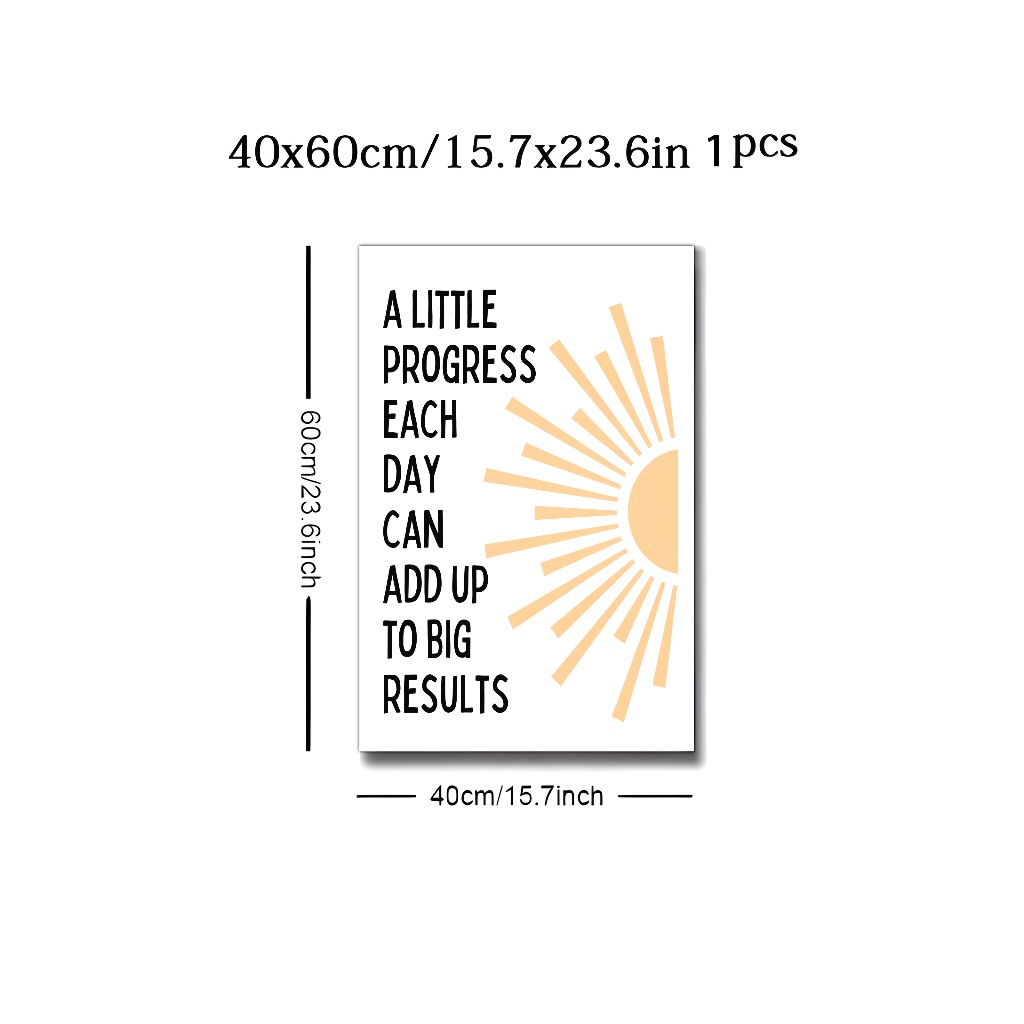 40x60cm/15.7x23.6in 1pcs
60cm/23.6inch
A LITTLE
PROGRESS
EACH
DAY
CAN
ADD UP
TO BIG
RESULTS
40cm/15.7inch